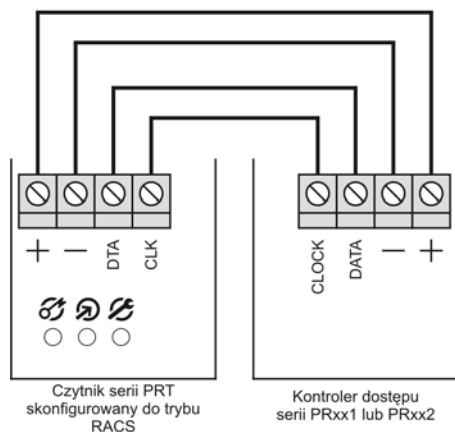 + − DTA CLK
CLOCK DATA − +
Czytnik serii PRT
skonfigurowany do trybu
RACS
Kontroler dostępu
serii PRxx1 lub PRxx2